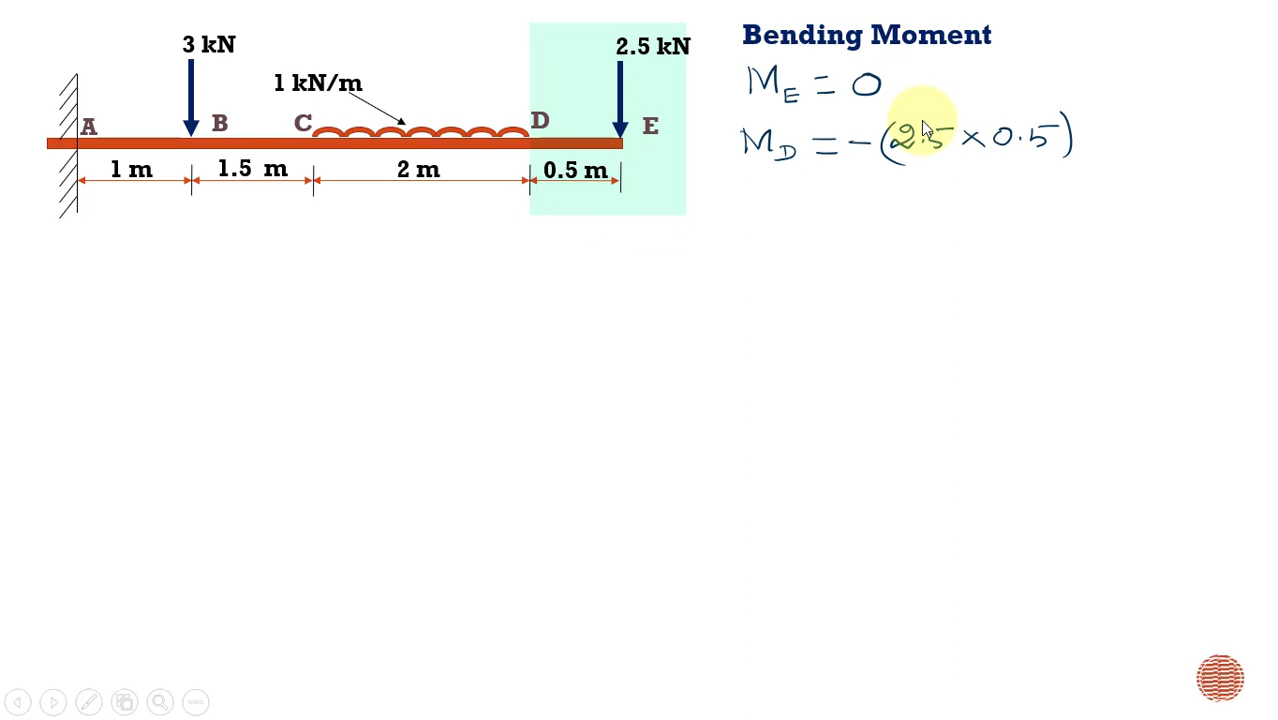 Bending Moment
3 kN
2.5 kN
1 kN/m
M_E = 0
A
B
C
D
E
M_D = -(2.5 × 0.5)
1 m
1.5 m
2 m
0.5 m